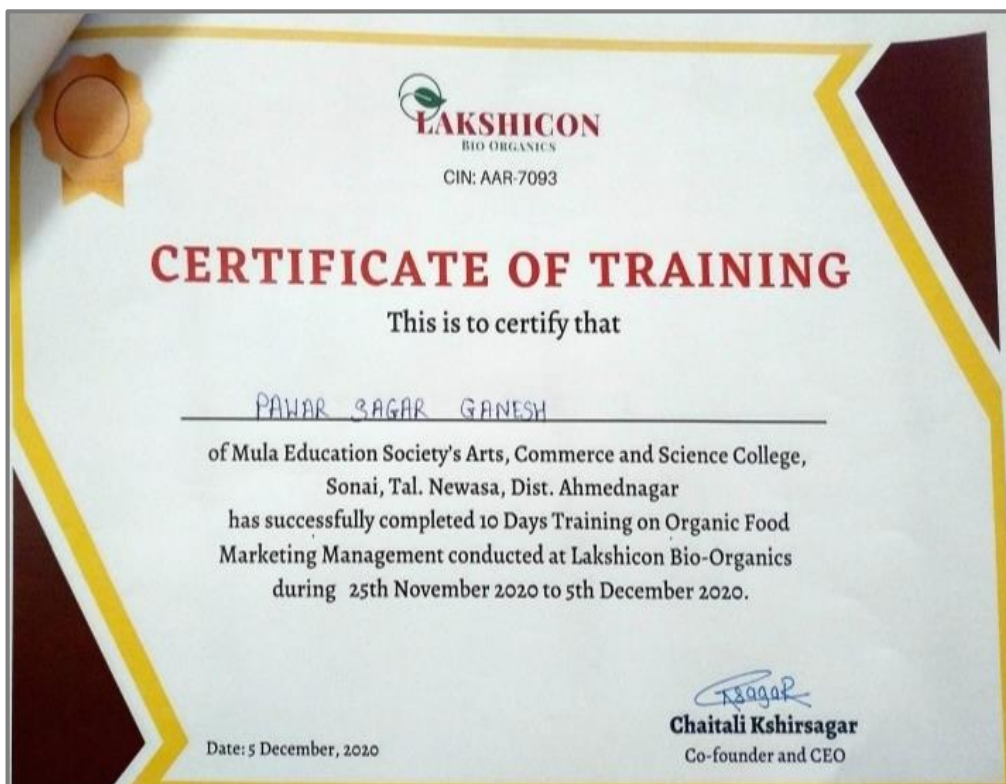 LAKSHICON
BIO ORGANICS
CIN: AAR-7093
CERTIFICATE OF TRAINING
This is to certify that
PAWAR SAGAR GANESH
of Mula Education Society's Arts, Commerce and Science College,
Sonai, Tal. Newasa, Dist. Ahmednagar
has successfully completed 10 Days Training on Organic Food
Marketing Management conducted at Lakshicon Bio-Organics
during 25th November 2020 to 5th December 2020.
Ksagar
Chaitali Kshirsagar
Date: 5 December, 2020
Co-founder and CEO